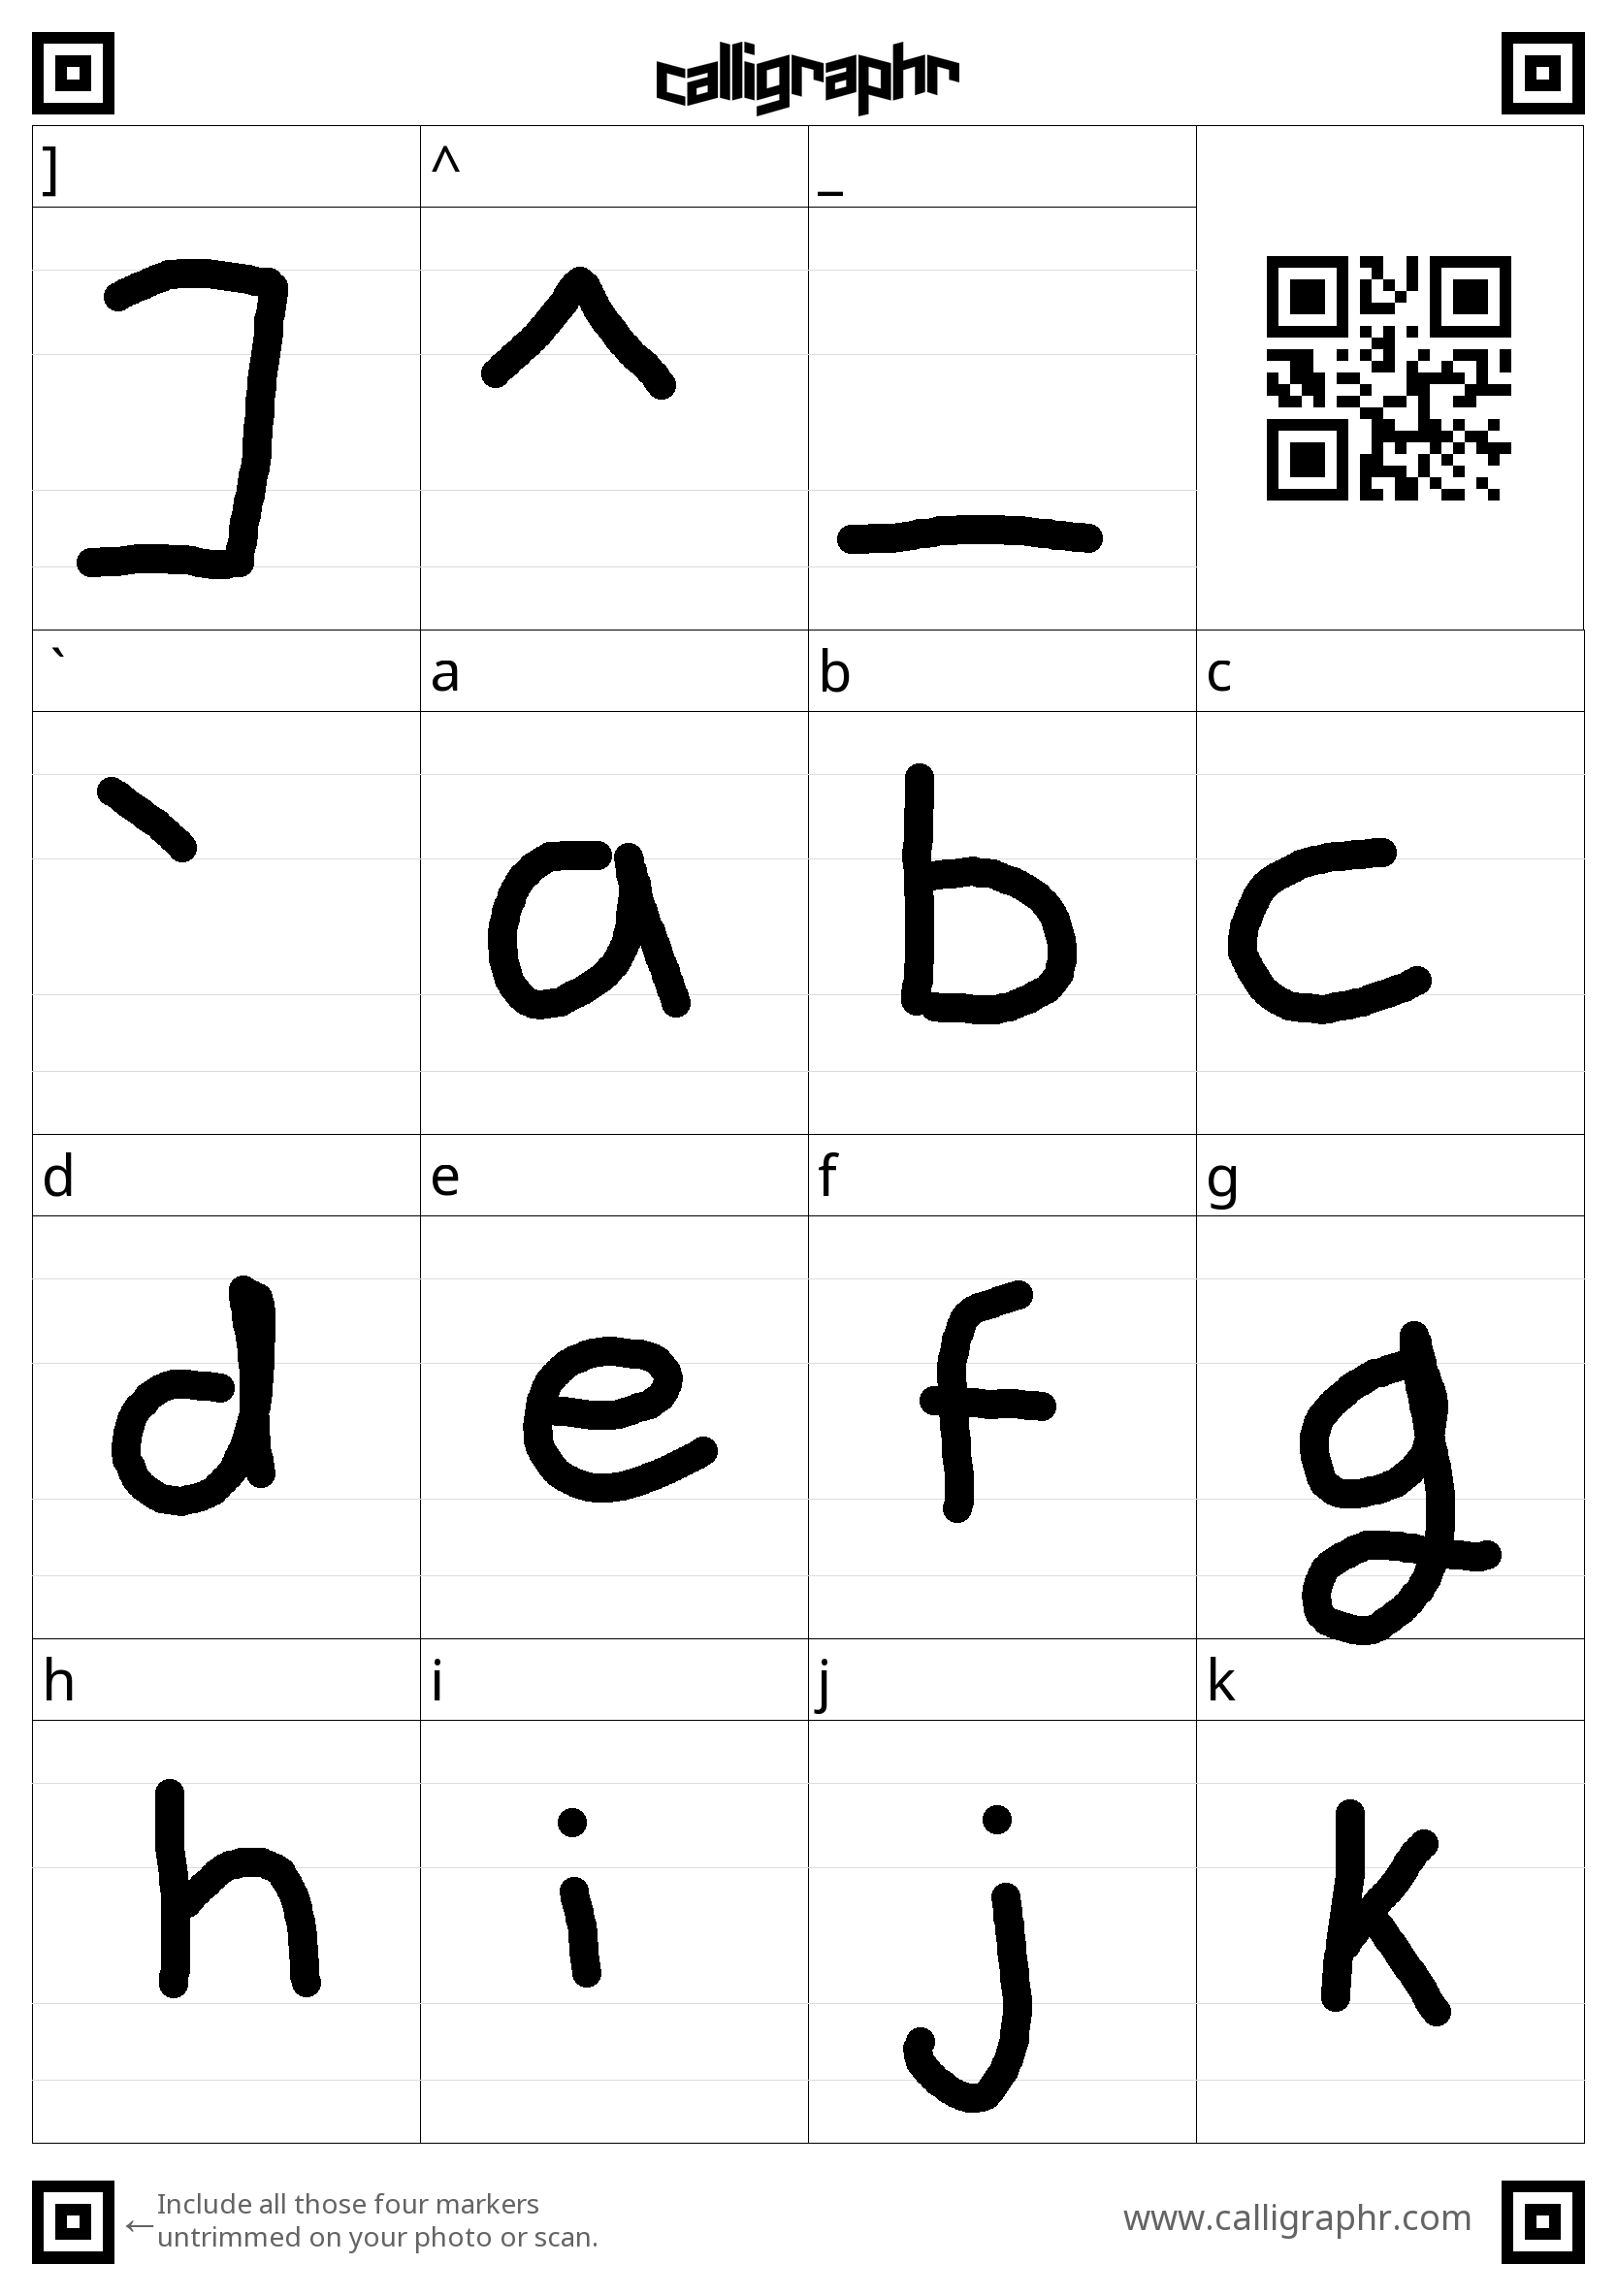 calligraphr
] ^ _
] ^ _
` a b c
` a b c
d e f g
d e f g
h i j k
h i j k
←Include all those four markers
untrimmed on your photo or scan.
www.calligraphr.com